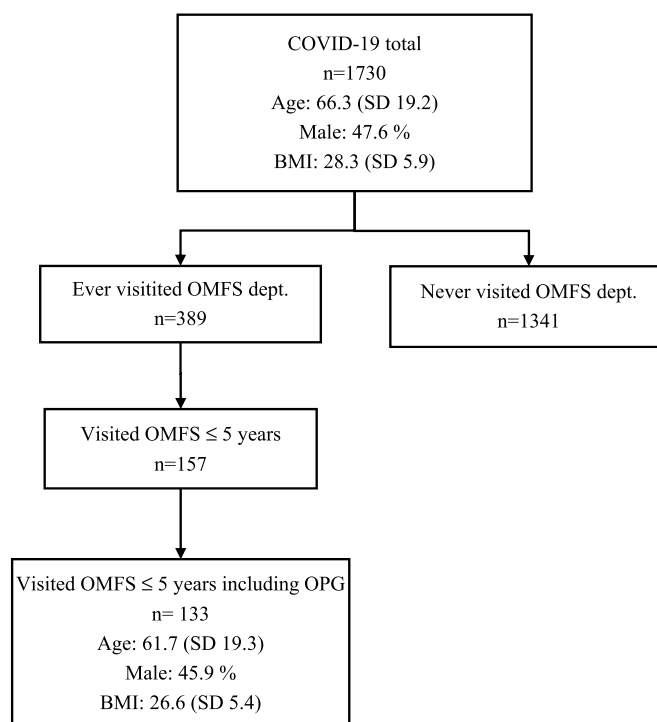 COVID-19 total
n=1730
Age: 66.3 (SD 19.2)
Male: 47.6 %
BMI: 28.3 (SD 5.9)
Ever visitited OMFS dept.
n=389
Never visited OMFS dept.
n=1341
Visited OMFS ≤ 5 years
n=157
Visited OMFS ≤ 5 years including OPG
n= 133
Age: 61.7 (SD 19.3)
Male: 45.9 %
BMI: 26.6 (SD 5.4)